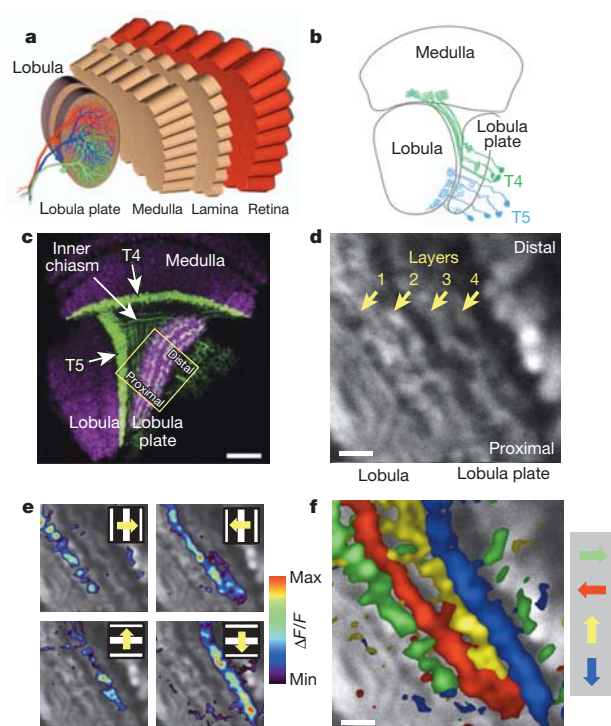 a
Lobula
Lobula plate Medulla Lamina Retina
b
Medulla
Lobula
Lobula
plate
T4
T5
c
Inner
chiasm
T4
Medulla
T5
Distal
Proximal
Lobula
Lobula
plate
d
Distal
Layers
1 2 3 4
Proximal
Lobula Lobula plate
e
Max
ΔF/F
Min
f